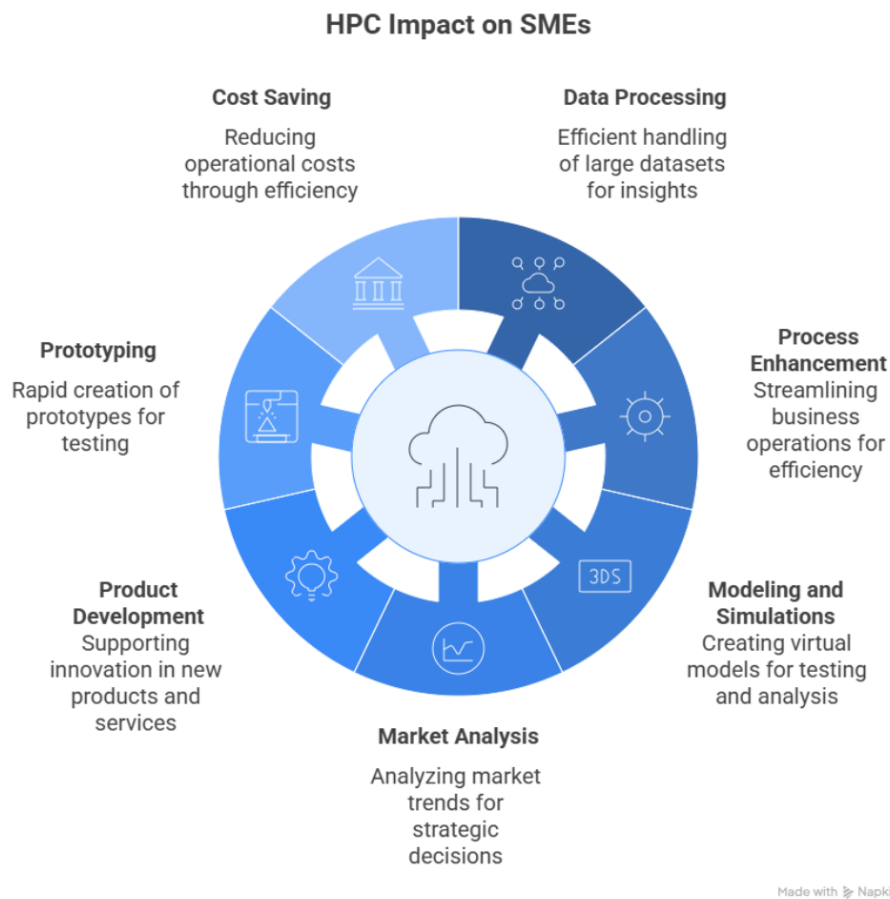 HPC Impact on SMEs
Cost Saving
Reducing
operational costs
through efficiency
Data Processing
Efficient handling
of large datasets
for insights
Prototyping
Rapid creation of
prototypes for
testing
Process
Enhancement
Streamlining
business
operations for
efficiency
3DS
Product
Development
Supporting
innovation in new
products and
services
Modeling and
Simulations
Creating virtual
models for testing
and analysis
Market Analysis
Analyzing market
trends for
strategic
decisions
Made with Napki